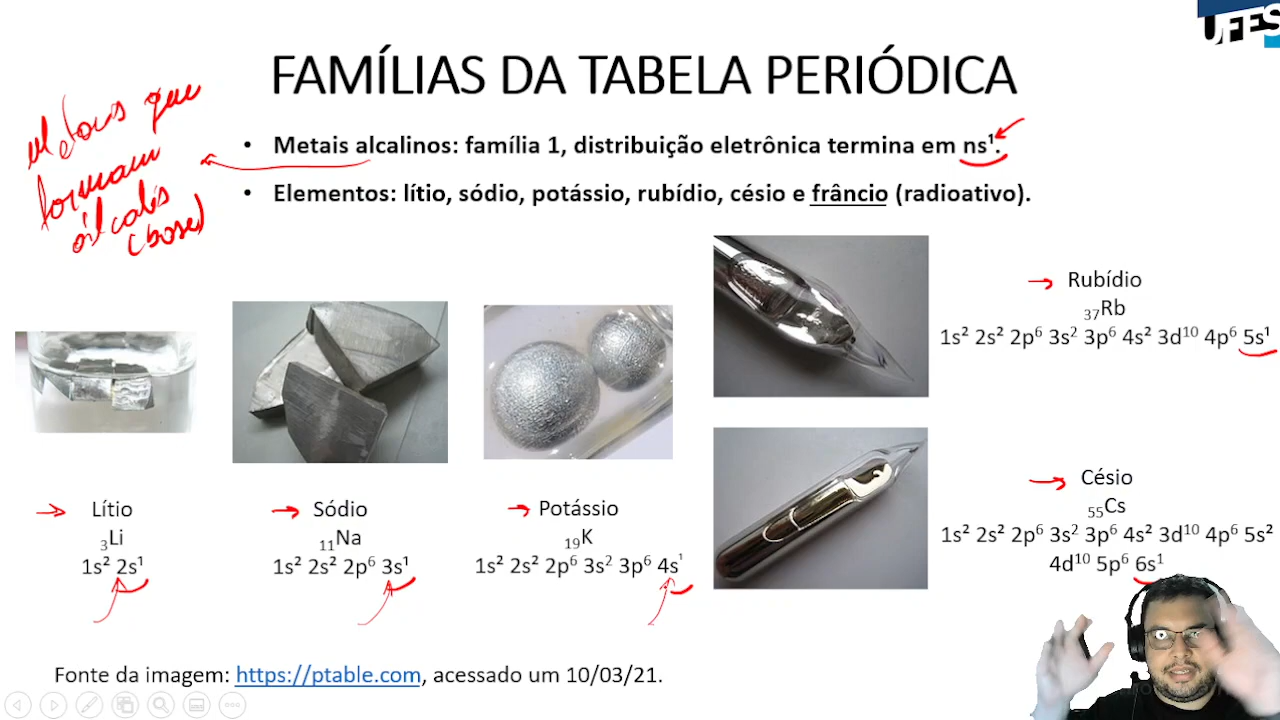 UFES
FAMÍLIAS DA TABELA PERIÓDICA
Metais que
formam
álcalis
(base)
• Metais alcalinos: família 1, distribuição eletrônica termina em ns¹.
• Elementos: lítio, sódio, potássio, rubídio, césio e frâncio (radioativo).
Rubídio
₃₇Rb
1s² 2s² 2p⁶ 3s² 3p⁶ 4s² 3d¹⁰ 4p⁶ 5s¹
Césio
₅₅Cs
1s² 2s² 2p⁶ 3s² 3p⁶ 4s² 3d¹⁰ 4p⁶ 5s²
4d¹⁰ 5p⁶ 6s¹
Lítio
₃Li
1s² 2s¹
Sódio
₁₁Na
1s² 2s² 2p⁶ 3s¹
Potássio
₁₉K
1s² 2s² 2p⁶ 3s² 3p⁶ 4s¹
Fonte da imagem: https://ptable.com, acessado um 10/03/21.